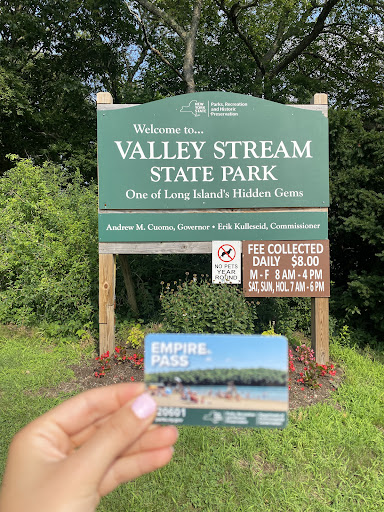 NEW YORK STATE
Parks, Recreation
and Historic
Preservation
Welcome to...
VALLEY STREAM
STATE PARK
One of Long Island's Hidden Gems
Andrew M. Cuomo, Governor • Erik Kulleseid, Commissioner
NO PETS
YEAR
ROUND
FEE COLLECTED
DAILY $8.00
M - F 8 AM - 4 PM
SAT, SUN, HOL. 7 AM - 6 PM
EMPIRE
PASS
20601